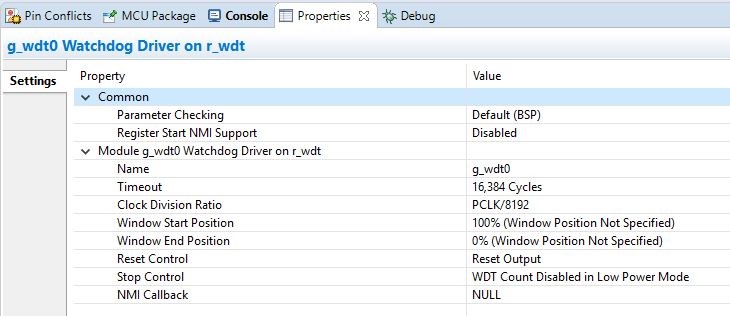 Pin Conflicts MCU Package Console Properties Debug
g_wdt0 Watchdog Driver on r_wdt
Settings
Property Value
Common
Parameter Checking Default (BSP)
Register Start NMI Support Disabled
Module g_wdt0 Watchdog Driver on r_wdt
Name g_wdt0
Timeout 16,384 Cycles
Clock Division Ratio PCLK/8192
Window Start Position 100% (Window Position Not Specified)
Window End Position 0% (Window Position Not Specified)
Reset Control Reset Output
Stop Control WDT Count Disabled in Low Power Mode
NMI Callback NULL